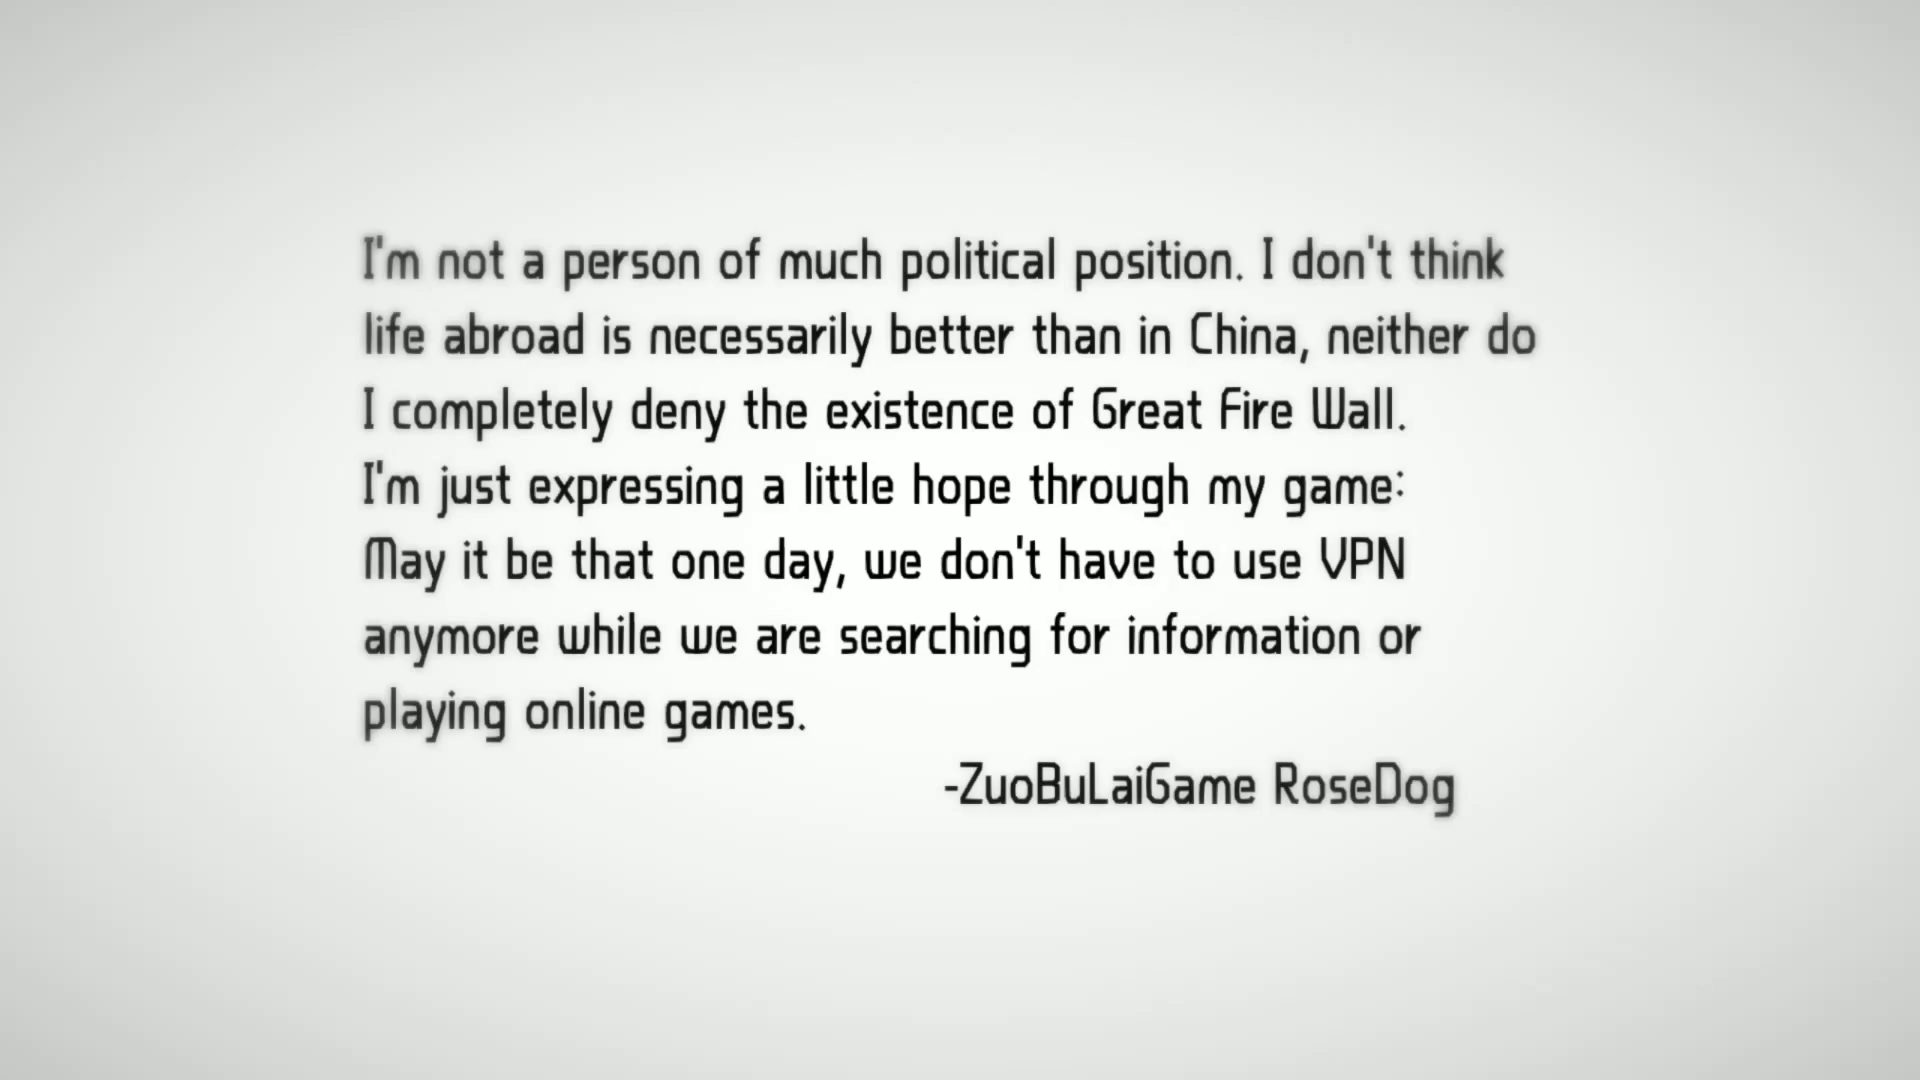 I'm not a person of much political position. I don't think
life abroad is necessarily better than in China, neither do
I completely deny the existence of Great Fire Wall.
I'm just expressing a little hope through my game:
May it be that one day, we don't have to use VPN
anymore while we are searching for information or
playing online games.
-ZuoBuLaiGame RoseDog